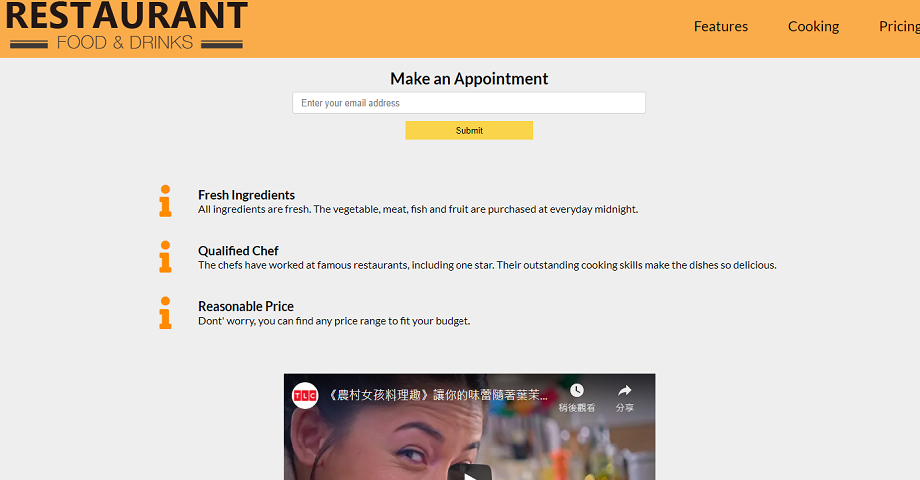 RESTAURANT
FOOD & DRINKS
Features
Cooking
Pricing
Make an Appointment
Enter your email address
Submit
Fresh Ingredients
All ingredients are fresh. The vegetable, meat, fish and fruit are purchased at everyday midnight.
Qualified Chef
The chefs have worked at famous restaurants, including one star. Their outstanding cooking skills make the dishes so delicious.
Reasonable Price
Dont' worry, you can find any price range to fit your budget.
TLC
《農村女孩料理趣》讓你的味蕾隨著葉茉...
稍後觀看
分享